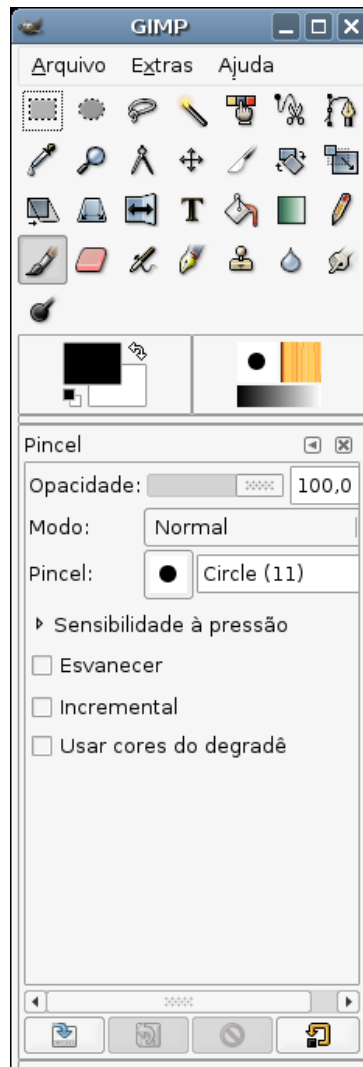 GIMP
Arquivo Extras Ajuda
Pincel
Opacidade: 100,0
Modo: Normal
Pincel: Circle (11)
Sensibilidade à pressão
Esvanecer
Incremental
Usar cores do degradê